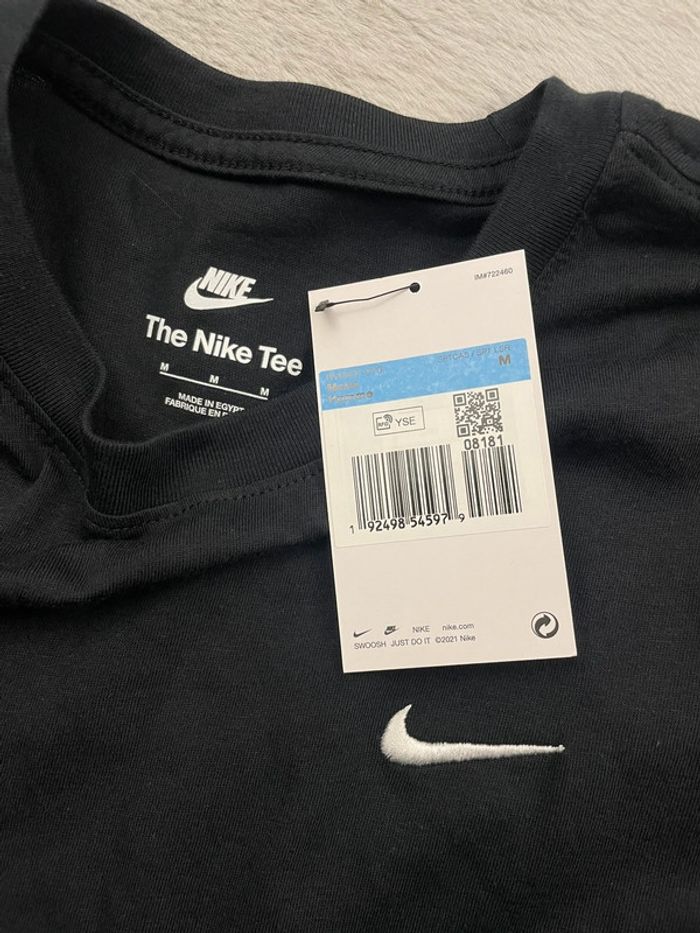 NIKE
The Nike Tee
M M M
MADE IN EGYPT
FABRIQUE EN
IM#722460
M
YSE
08181
1 92498 54597 9
NIKE nike.com
SWOOSH JUST DO IT ©2021 Nike